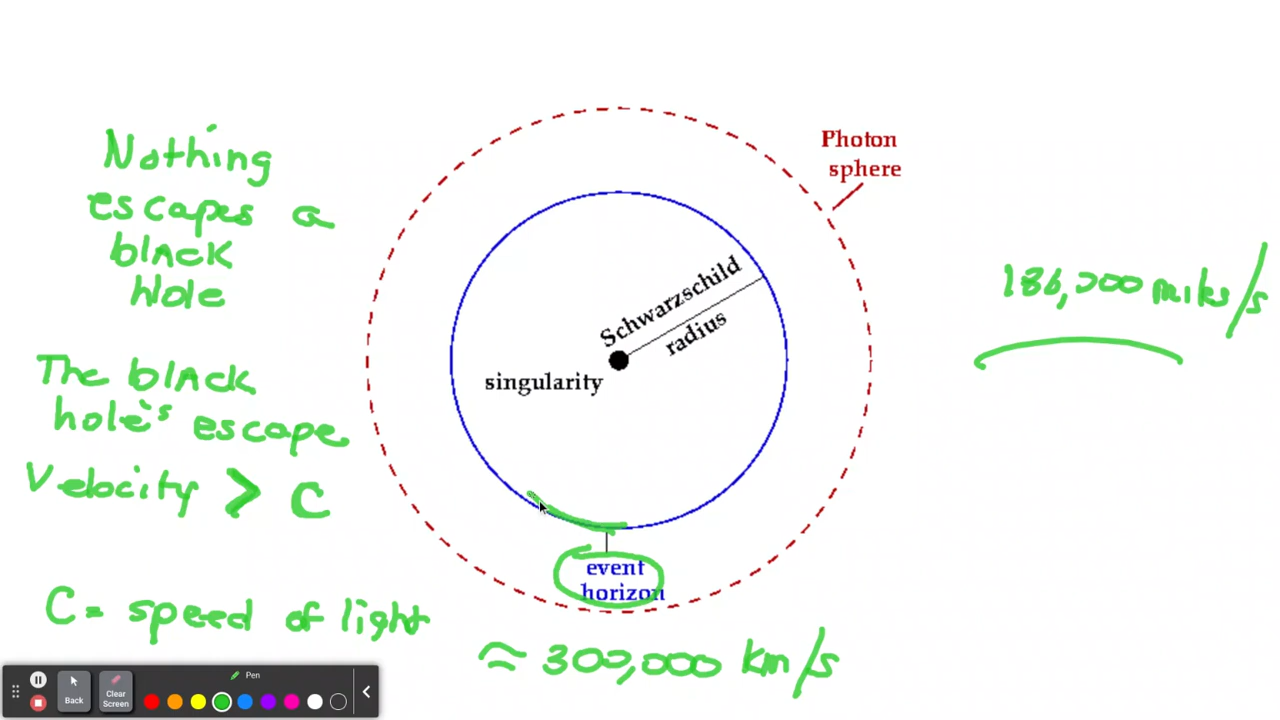 Nothing
escapes a
black
Hole
The black
hole's escape
Velocity > C
C = speed of light
≈ 300,000 km/s
Photon
sphere
Schwarzschild
radius
singularity
event
horizon
186,000 miles/s
Pen
Back
Clear
Screen